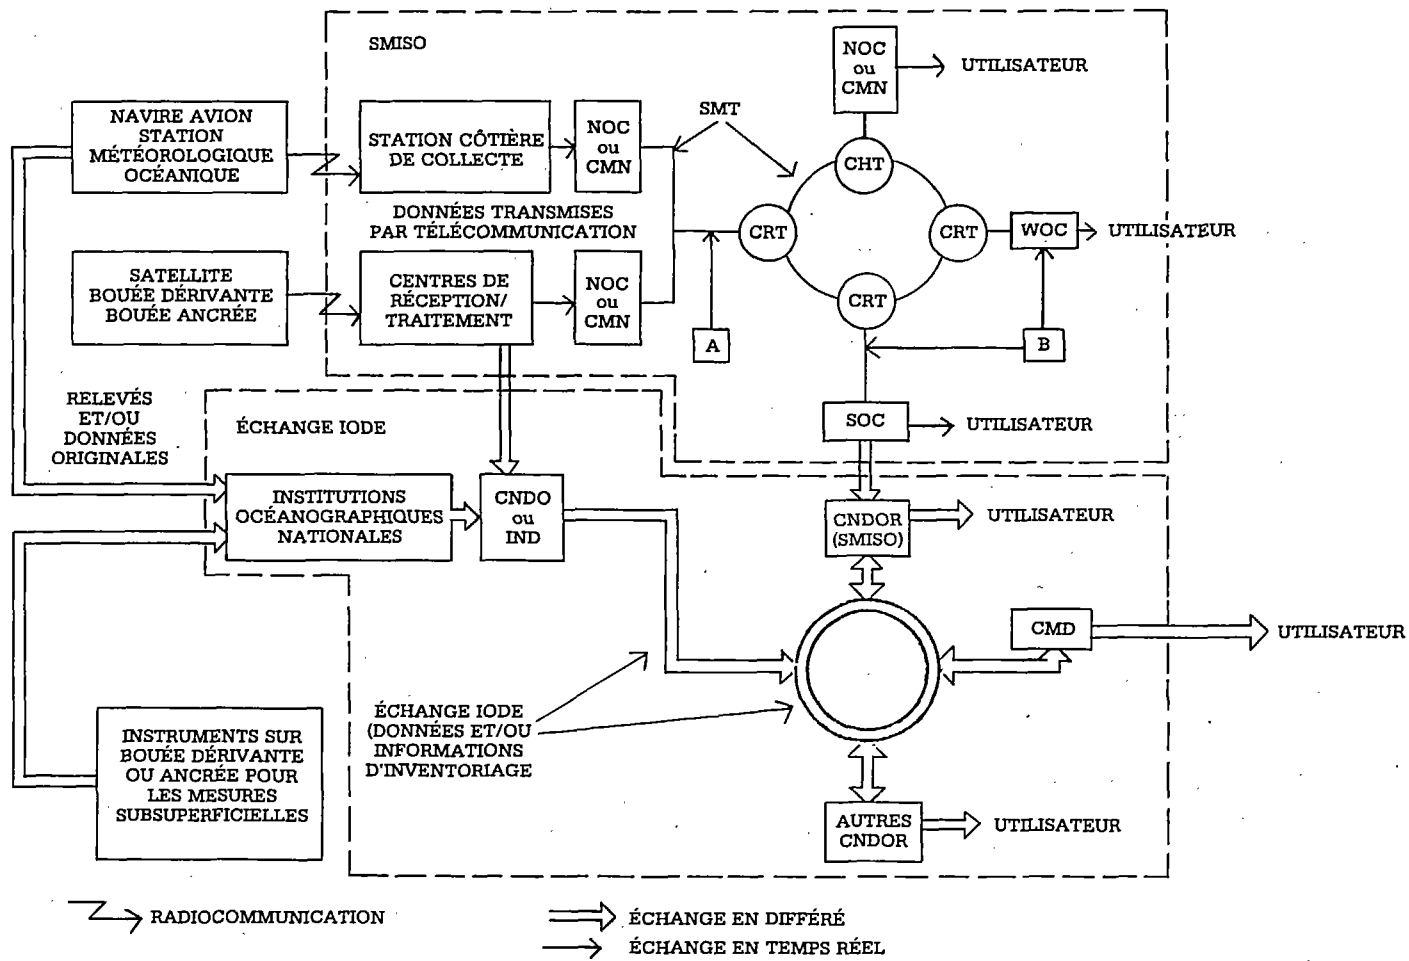 SMISO
NOC
ou
CMN
UTILISATEUR
NAVIRE AVION
STATION
MÉTÉOROLOGIQUE
OCÉANIQUE
STATION CÔTIÈRE
DE COLLECTE
NOC
ou
CMN
SMT
CHT
DONNÉES TRANSMISES
PAR TÉLÉCOMMUNICATION
CRT
CRT
WOC
UTILISATEUR
SATELLITE
BOUÉE DÉRIVANTE
BOUÉE ANCRÉE
CENTRES DE
RÉCEPTION/
TRAITEMENT
NOC
ou
CMN
CRT
A
B
RELEVÉS
ET/OU
DONNÉES
ORIGINALES
ÉCHANGE IODE
SOC
UTILISATEUR
INSTITUTIONS
OCÉANOGRAPHIQUES
NATIONALES
CNDO
ou
IND
CNDOR
(SMISO)
UTILISATEUR
CMD
UTILISATEUR
ÉCHANGE IODE
(DONNÉES ET/OU
INFORMATIONS
D'INVENTORIAGE
INSTRUMENTS SUR
BOUÉE DÉRIVANTE
OU ANCRÉE POUR
LES MESURES
SUBSUPERFICIELLES
AUTRES
CNDOR
UTILISATEUR
RADIOCOMMUNICATION
ÉCHANGE EN DIFFÉRÉ
ÉCHANGE EN TEMPS RÉEL